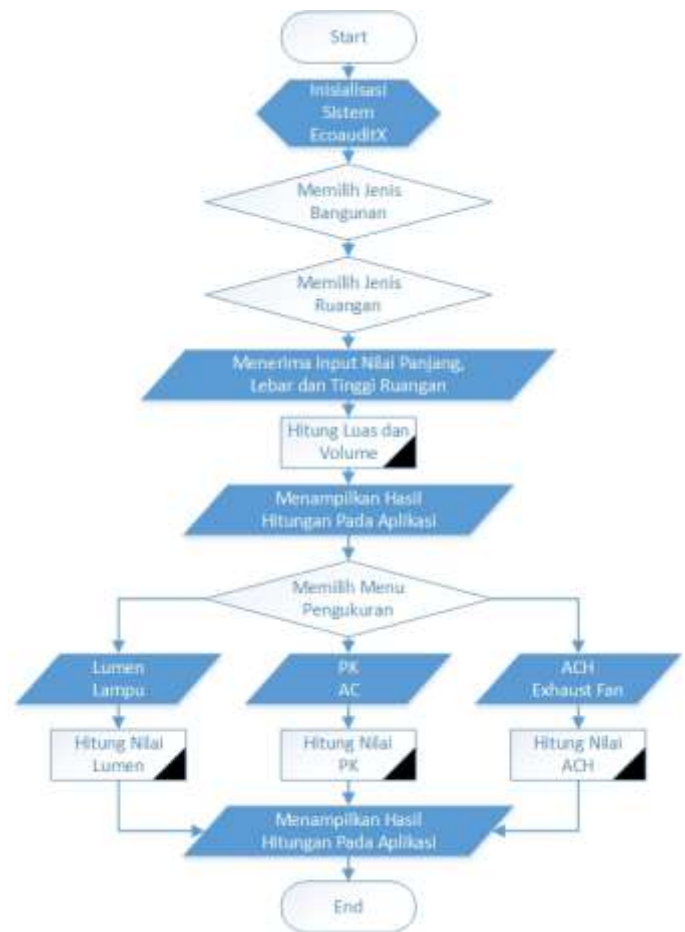 Start
Inisialisasi
Sistem
EcoauditX
Memilih Jenis
Bangunan
Memilih Jenis
Ruangan
Menerima Input Nilai Panjang,
Lebar dan Tinggi Ruangan
Hitung Luas dan
Volume
Menampilkan Hasil
Hitungan Pada Aplikasi
Memilih Menu
Pengukuran
Lumen
Lampu
PK
AC
ACH
Exhaust Fan
Hitung Nilai
Lumen
Hitung Nilai
PK
Hitung Nilai
ACH
Menampilkan Hasil
Hitungan Pada Aplikasi
End